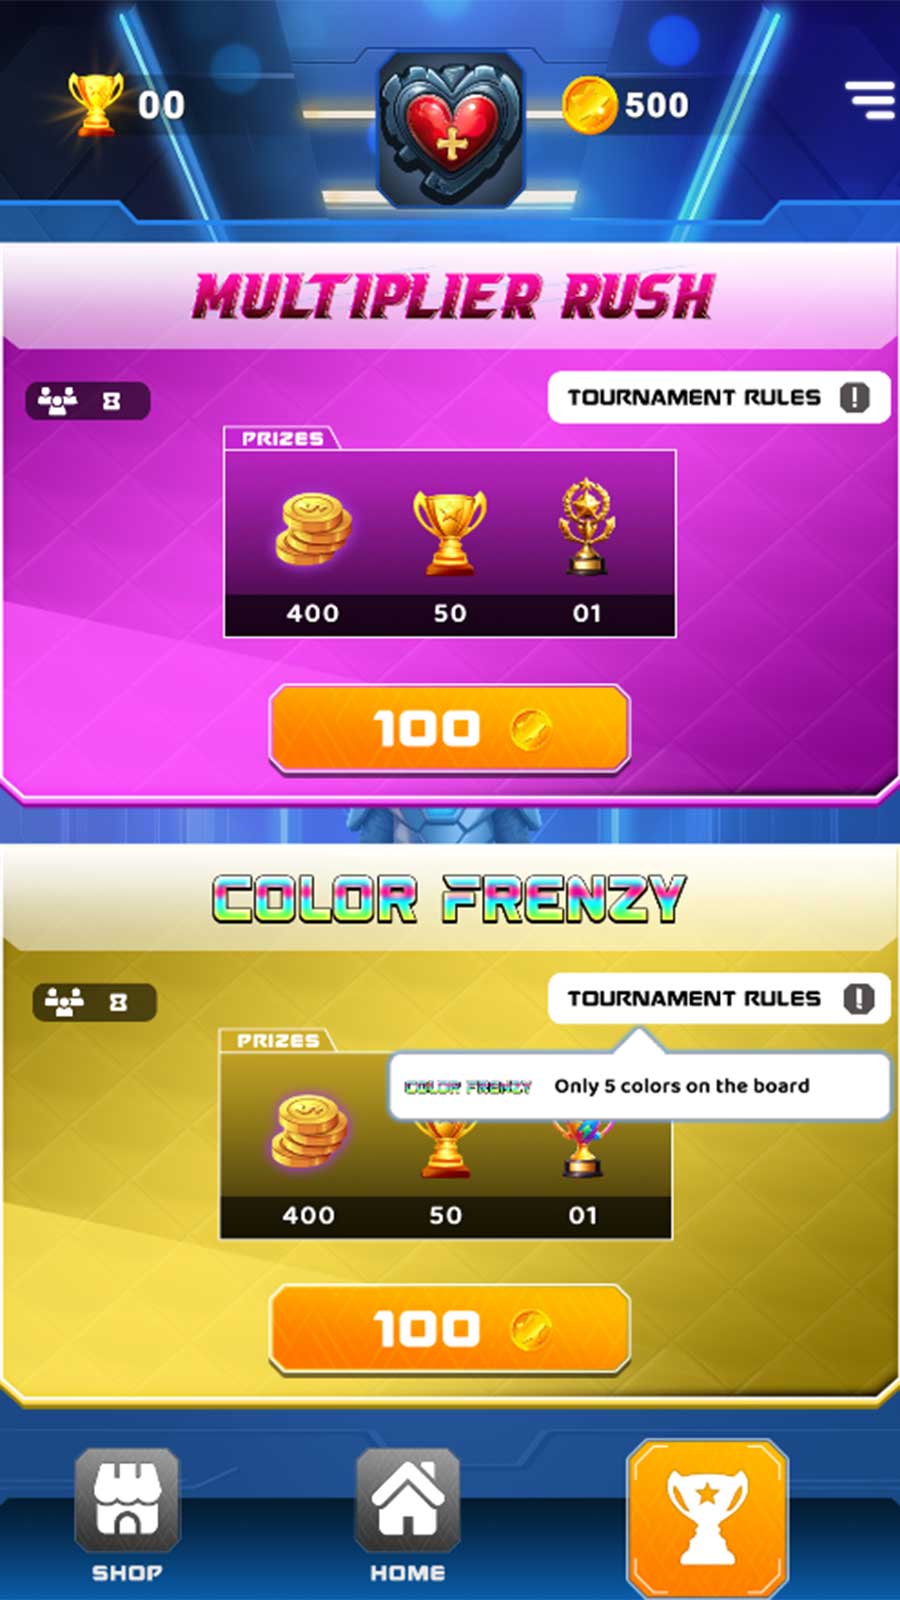 00
500
MULTIPLIER RUSH
8
TOURNAMENT RULES !
PRIZES
400 50 01
100
COLOR FRENZY
8
TOURNAMENT RULES !
PRIZES
COLOR FRENZY Only 5 colors on the board
400 50 01
100
SHOP HOME